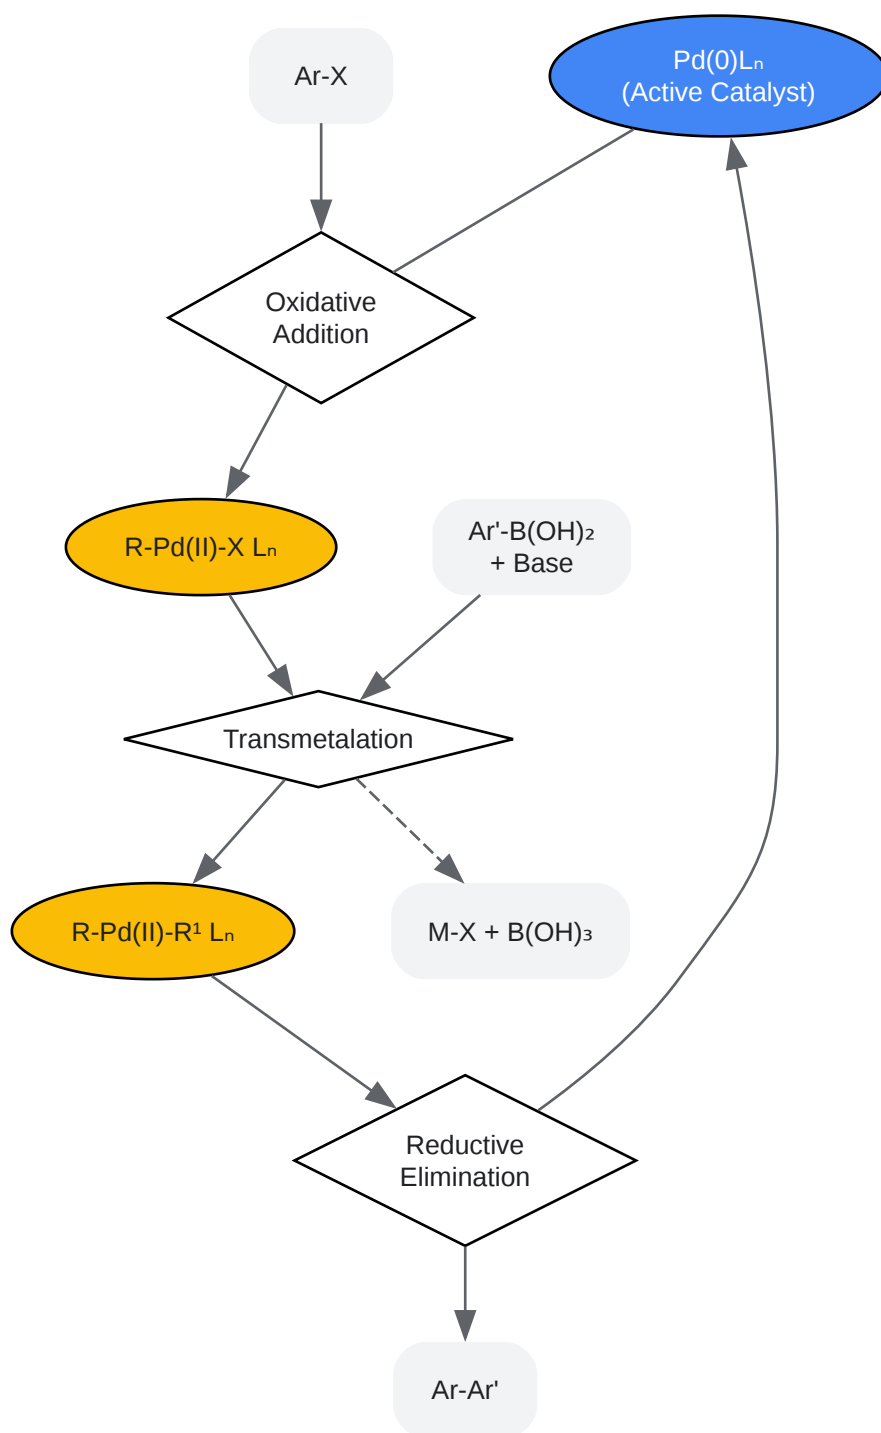 Ar-X
Pd(0)Lₙ
(Active Catalyst)
Oxidative
Addition
R-Pd(II)-X Lₙ
Ar'-B(OH)₂
+ Base
Transmetalation
R-Pd(II)-R¹ Lₙ
M-X + B(OH)₃
Reductive
Elimination
Ar-Ar'